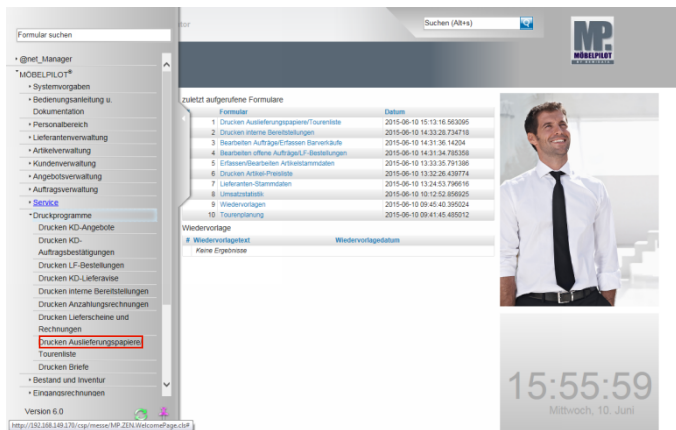 tor
Suchen (Alt+s)
MP.
MÖBELPILOT
Formular suchen
@net_Manager
MÖBELPILOT®
Systemvorgaben
Bedienungsanleitung u.
Dokumentation
Personalbereich
Lieferantenverwaltung
Artikelverwaltung
Kundenverwaltung
Angebotsverwaltung
Auftragsverwaltung
Service
Druckprogramme
Drucken KD-Angebote
Drucken KD-
Auftragsbestätigungen
Drucken LF-Bestellungen
Drucken KD-Lieferavise
Drucken interne Bereitstellungen
Drucken Anzahlungsrechnungen
Drucken Lieferscheine und
Rechnungen
Drucken Auslieferungspapiere/
Tourenliste
Drucken Briefe
Bestand und Inventur
Eingangsrechnungen
Version 6.0
http://192.168.149.170/csp/messe/MP.ZEN.WelcomePage.cls#
zuletzt aufgerufene Formulare
Formular Datum
1 Drucken Auslieferungspapiere/Tourenliste 2015-06-10 15:13:16.563095
2 Drucken interne Bereitstellungen 2015-06-10 14:33:28.734718
3 Bearbeiten Aufträge/Erfassen Barverkäufe 2015-06-10 14:31:36.14204
4 Bearbeiten offene Aufträge/LF-Bestellungen 2015-06-10 14:31:34.785358
5 Erfassen/Bearbeiten Artikelstammdaten 2015-06-10 13:33:35.791386
6 Drucken Artikel-Preisliste 2015-06-10 13:32:26.439774
7 Lieferanten-Stammdaten 2015-06-10 13:24:53.796616
8 Umsatzstatistik 2015-06-10 10:12:52.856925
9 Wiedervorlagen 2015-06-10 09:45:40.395024
10 Tourenplanung 2015-06-10 09:41:45.485012
Wiedervorlage
# Wiedervorlagetext Wiedervorlagedatum
Keine Ergebnisse
15:55:59
Mittwoch, 10. Juni